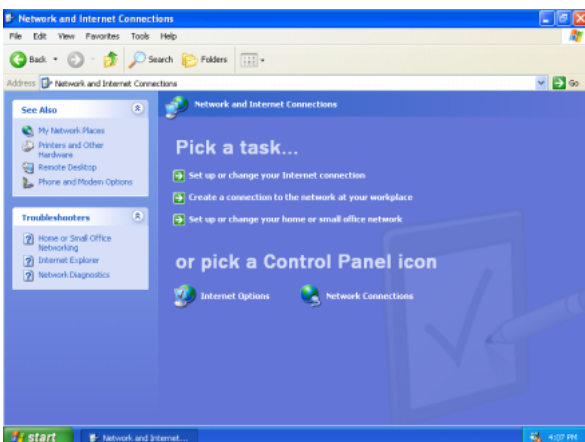 Network and Internet Connections
File Edit View Favorites Tools Help
Back Search Folders
Address Network and Internet Connections Go
See Also
My Network Places
Printers and Other
Hardware
Remote Desktop
Phone and Modem Options
Troubleshooters
Home or Small Office
Networking
Internet Explorer
Network Diagnostics
Network and Internet Connections
Pick a task...
Set up or change your Internet connection
Create a connection to the network at your workplace
Set up or change your home or small office network
or pick a Control Panel icon
Internet Options Network Connections
start Network and Internet... 4:07 PM